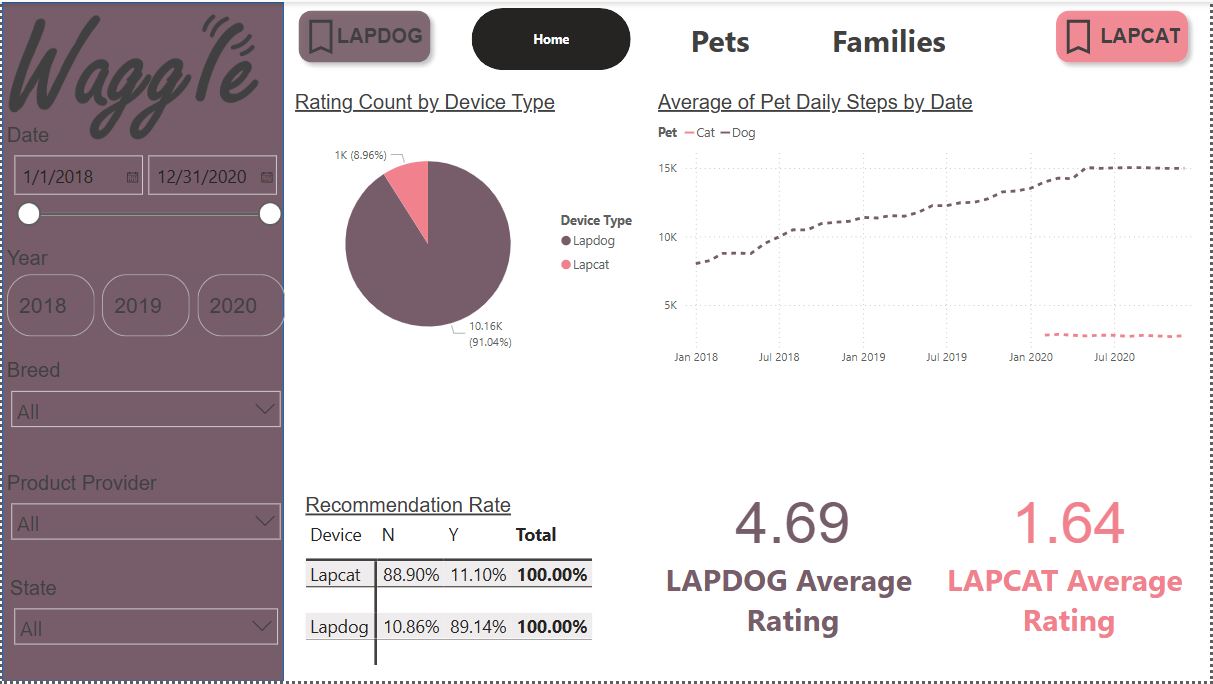 Waggle
LAPDOG
Home
Pets
Families
LAPCAT
Date
1/1/2018
12/31/2020
Year
2018
2019
2020
Breed
All
Product Provider
All
State
All
Rating Count by Device Type
1K (8.96%)
10.16K
(91.04%)
Device Type
Lapdog
Lapcat
Average of Pet Daily Steps by Date
Pet Cat Dog
15K
10K
5K
Jan 2018 Jul 2018 Jan 2019 Jul 2019 Jan 2020 Jul 2020
Recommendation Rate
Device N Y Total
Lapcat 88.90% 11.10% 100.00%
Lapdog 10.86% 89.14% 100.00%
4.69
LAPDOG Average
Rating
1.64
LAPCAT Average
Rating